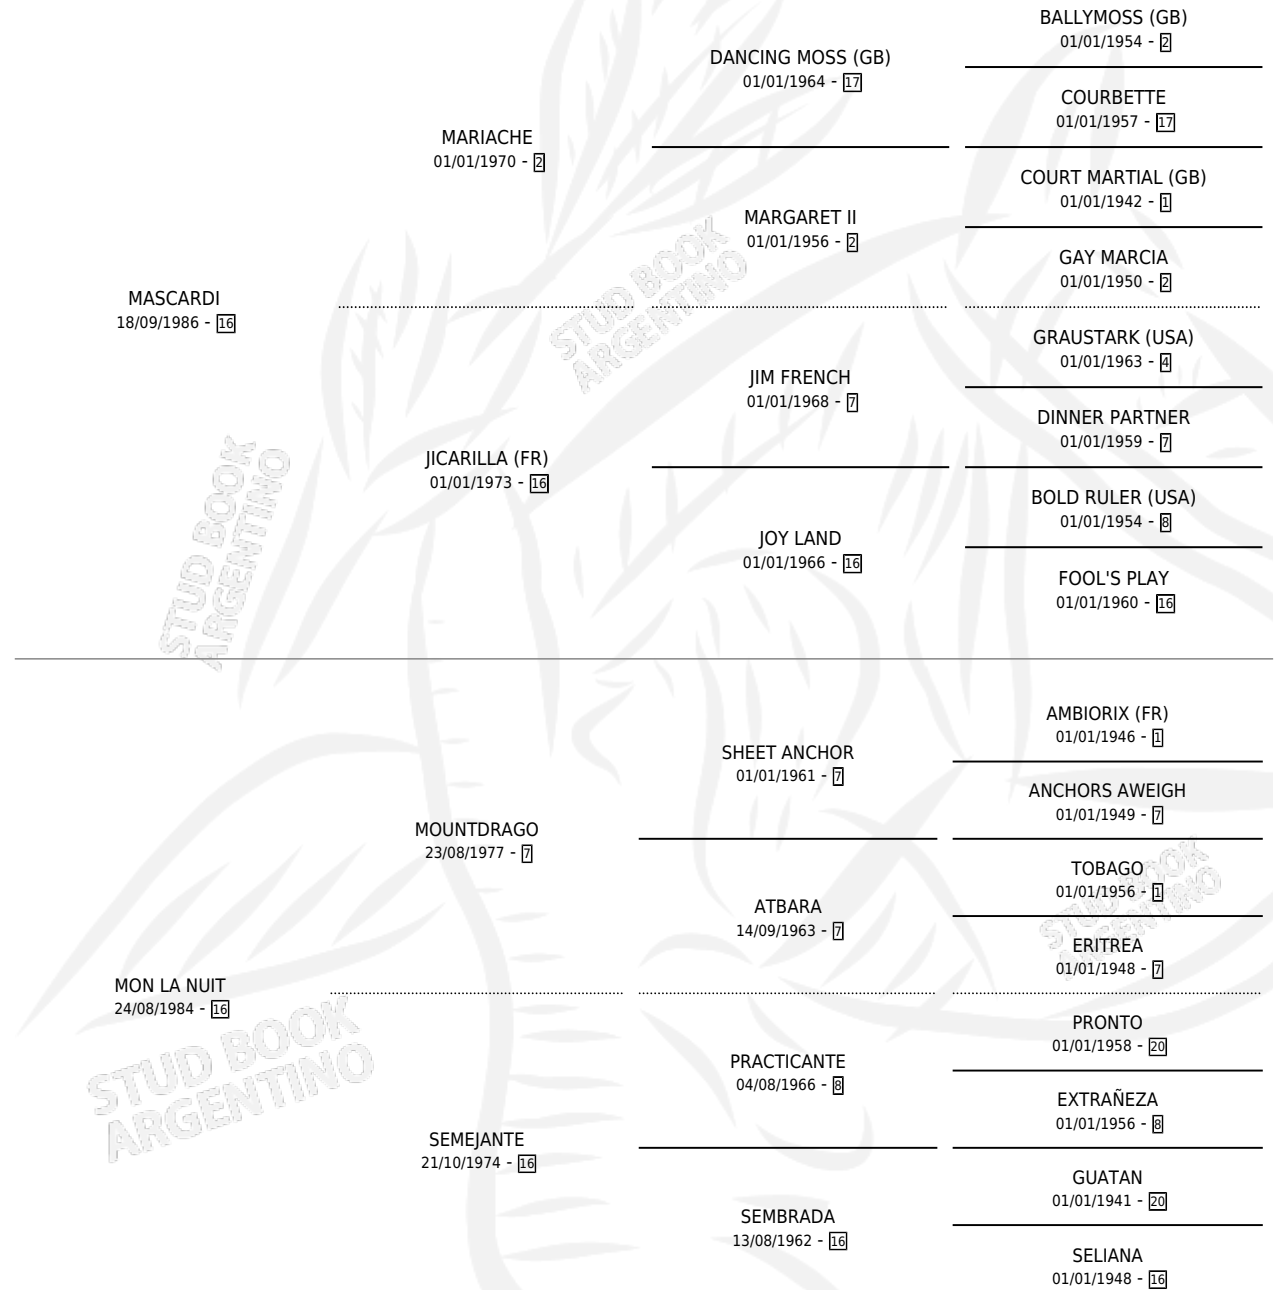 BALLYMOSS (GB)
01/01/1954 - 2
DANCING MOSS (GB)
01/01/1964 - 17
COURBETTE
01/01/1957 - 17
MARIACHE
01/01/1970 - 2
COURT MARTIAL (GB)
01/01/1942 - 1
MARGARET II
01/01/1956 - 2
GAY MARCIA
01/01/1950 - 2
MASCARDI
18/09/1986 - 16
GRAUSTARK (USA)
01/01/1963 - 4
JIM FRENCH
01/01/1968 - 7
DINNER PARTNER
01/01/1959 - 7
JICARILLA (FR)
01/01/1973 - 16
BOLD RULER (USA)
01/01/1954 - 8
JOY LAND
01/01/1966 - 16
FOOL'S PLAY
01/01/1960 - 16
AMBIORIX (FR)
01/01/1946 - 1
SHEET ANCHOR
01/01/1961 - 7
ANCHORS AWEIGH
01/01/1949 - 7
MOUNTDRAGO
23/08/1977 - 7
TOBAGO
01/01/1956 - 1
ATBARA
14/09/1963 - 7
ERITREA
01/01/1948 - 7
MON LA NUIT
24/08/1984 - 16
PRONTO
01/01/1958 - 20
PRACTICANTE
04/08/1966 - 8
EXTRAÑEZA
01/01/1956 - 8
SEMEJANTE
21/10/1974 - 16
GUATAN
01/01/1941 - 20
SEMBRADA
13/08/1962 - 16
SELIANA
01/01/1948 - 16
STUD BOOK
ARGENTINO
STUD BOOK
ARGENTINO
STUD BOOK
ARGENTINO
STUD BOOK
ARGENTINO